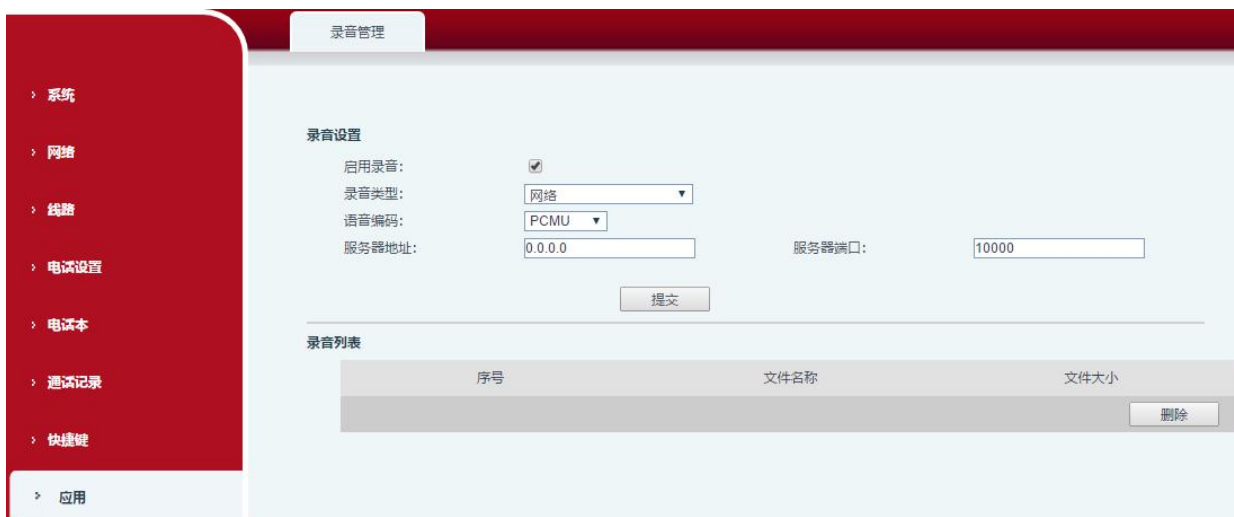 录音管理
系统
网络
线路
电话设置
电话本
通话记录
快捷键
应用
录音设置
启用录音：
录音类型： 网络
语音编码： PCMU
服务器地址： 0.0.0.0 服务器端口： 10000
提交
录音列表
序号 文件名称 文件大小
删除